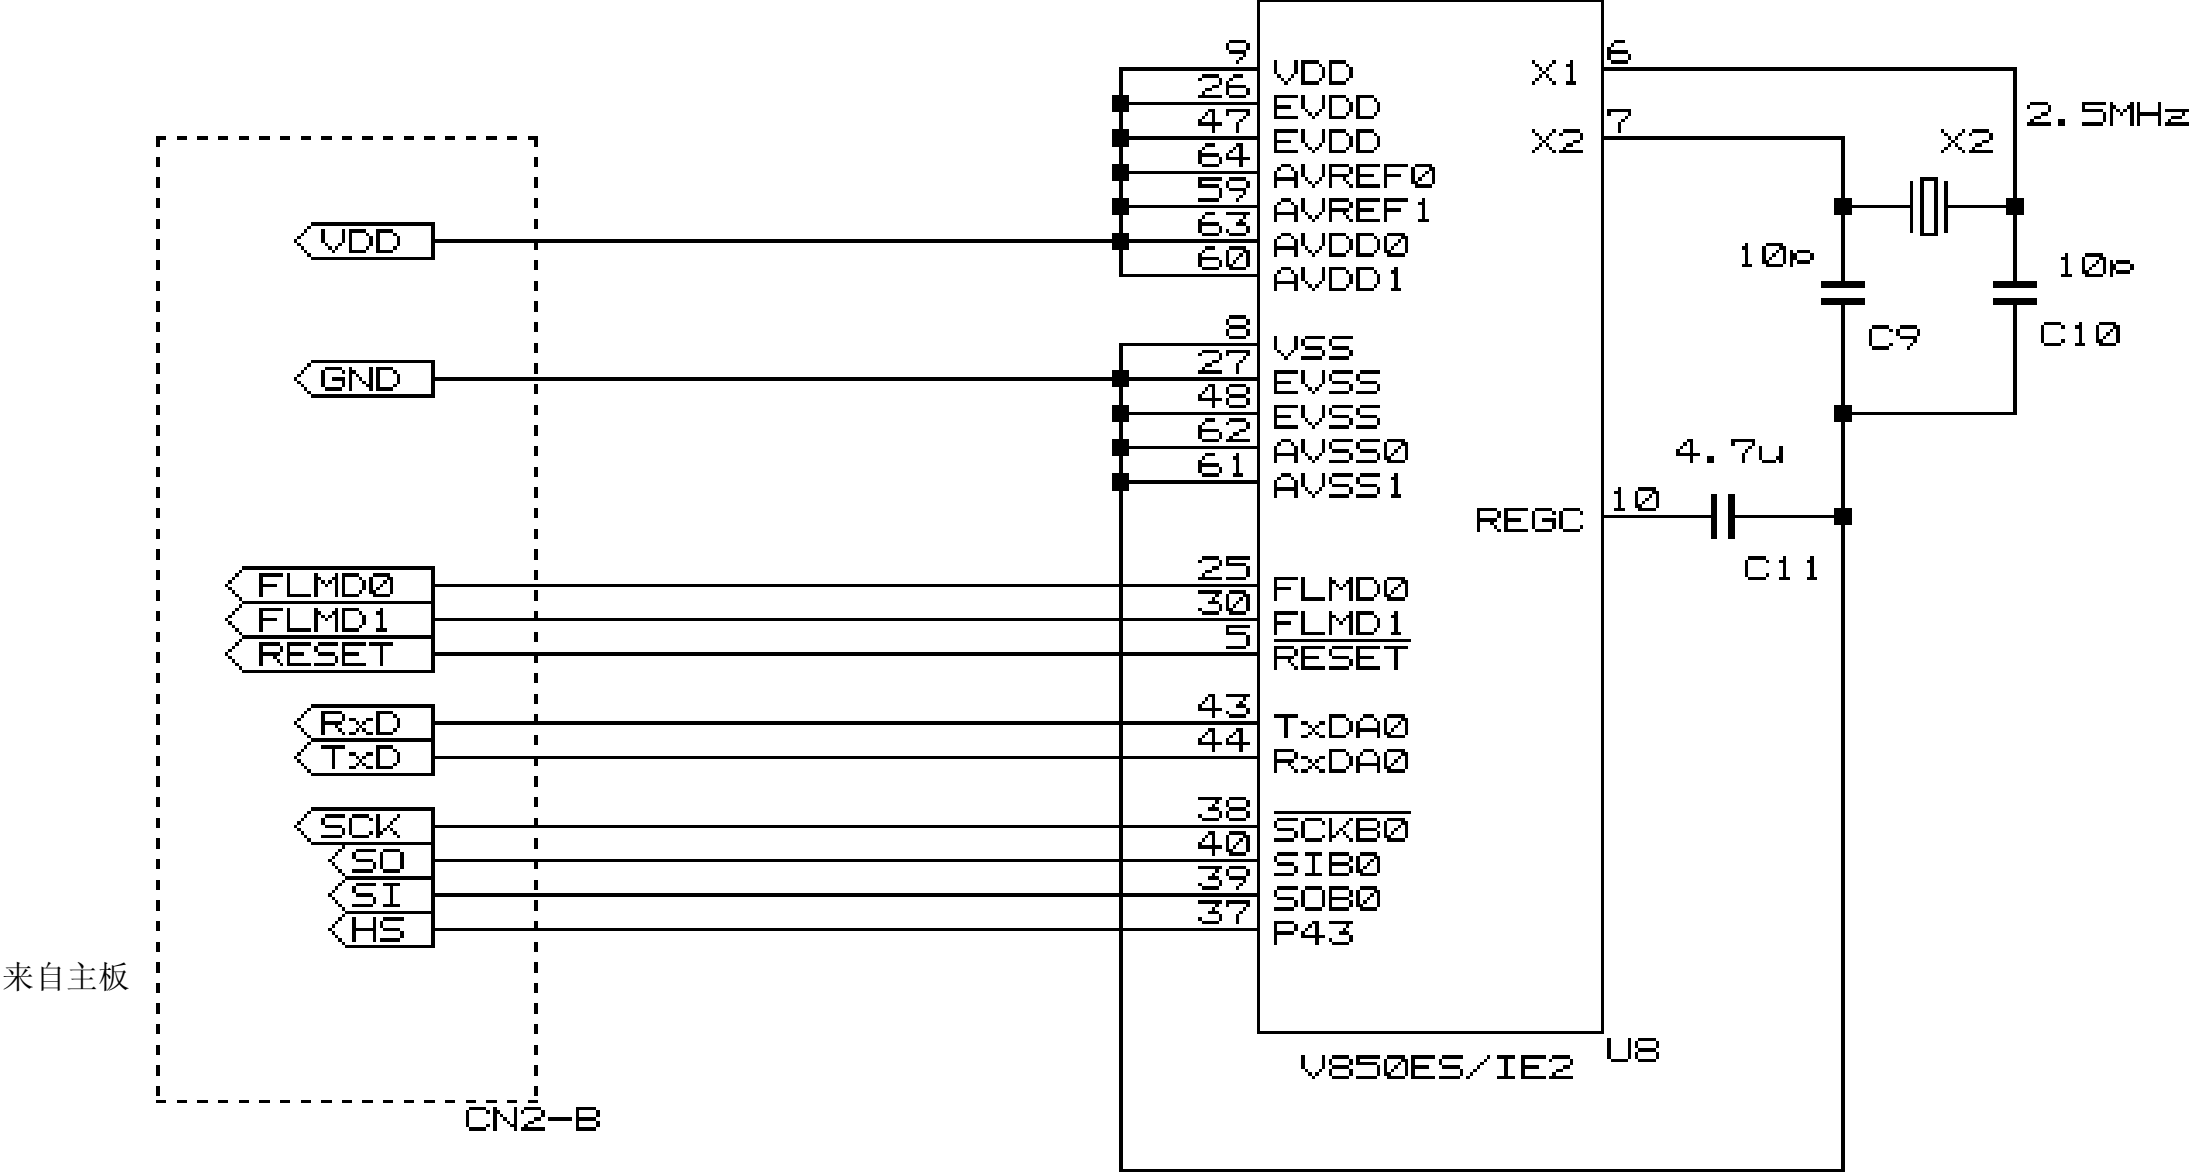 VDD
GND
FLMD0
FLMD1
RESET
RxD
TxD
SCK
SO
SI
HS
来自主板
CN2-B
9 VDD
26 EVDD
47 EVDD
64 AVREF0
59 AVREF1
63 AVDD0
60 AVDD1
8 VSS
27 EVSS
48 EVSS
62 AVSS0
61 AVSS1
25 FLMD0
30 FLMD1
5 RESET
43 TxDA0
44 RxDA0
38 SCKB0
40 SIB0
39 SOB0
37 P43
X1 6
X2 7
REGC 10
V850ES/IE2
U8
2.5MHz
X2
10p
C9
10p
C10
4.7u
C11